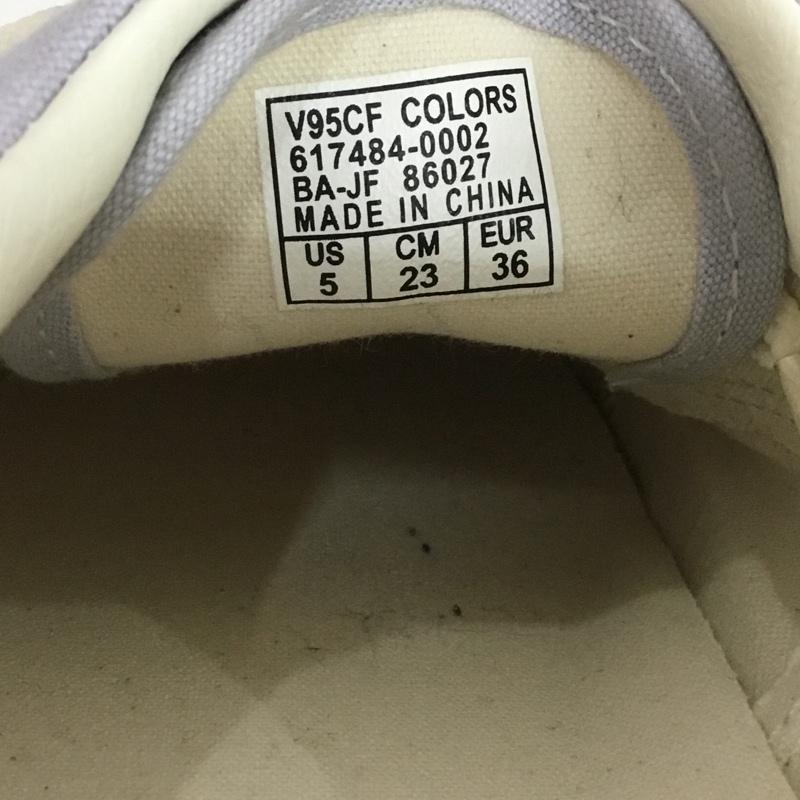 V95CF COLORS
617484-0002
BA-JF 86027
MADE IN CHINA
US CM EUR
5 23 36